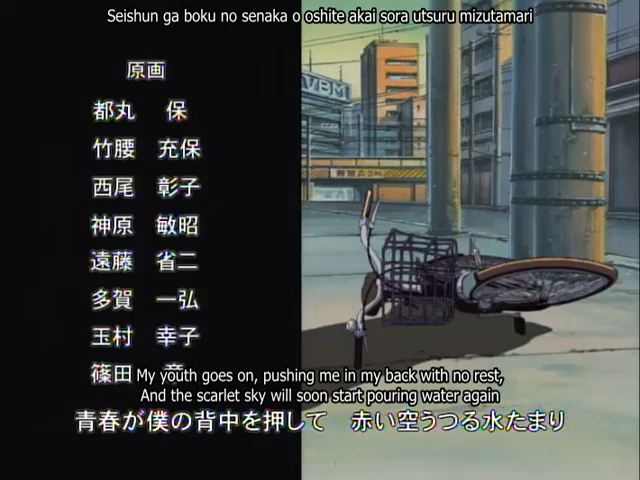 Seishun ga boku no senaka o oshite akai sora utsuru mizutamari
原画
VBM
都丸 保
竹腰 充保
西尾 彰子
神原 敏昭
遠藤 省二
多賀 一弘
玉村 幸子
篠田 章
My youth goes on, pushing me in my back with no rest,
And the scarlet sky will soon start pouring water again
青春が僕の背中を押して 赤い空うつる水たまり